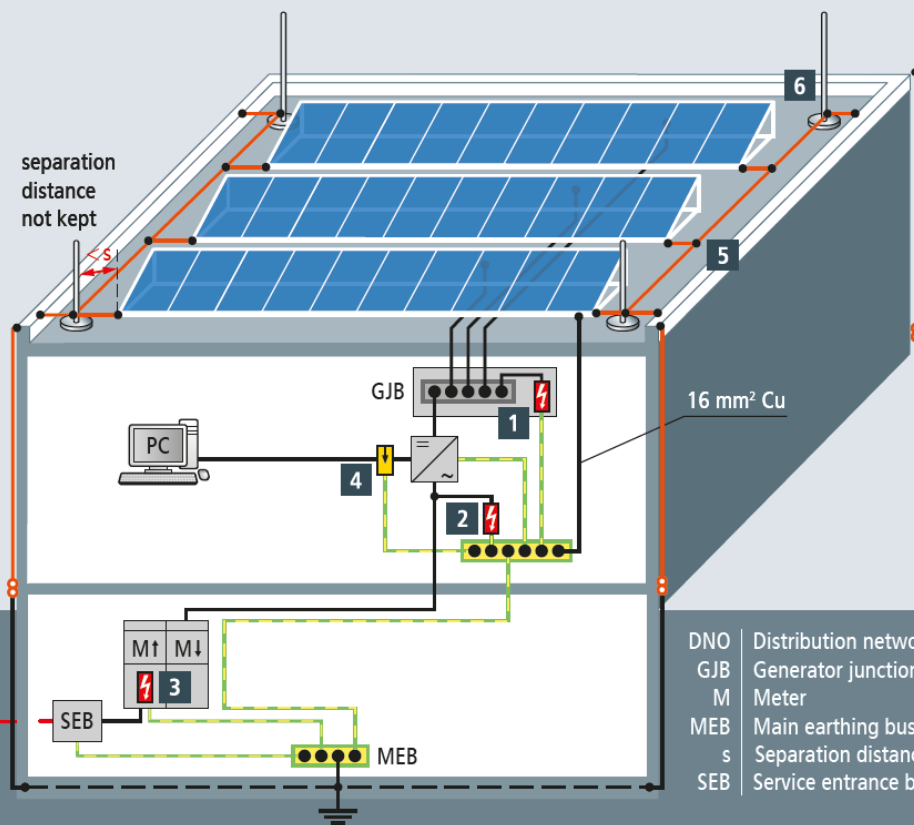 6
separation
distance
not kept
< s
5
GJB
1
16 mm² Cu
PC
=
~
4
2
M↑ M↓
3
SEB
MEB
DNO Distribution netwo
GJB Generator junction
M Meter
MEB Main earthing bus
s Separation distanc
SEB Service entrance b